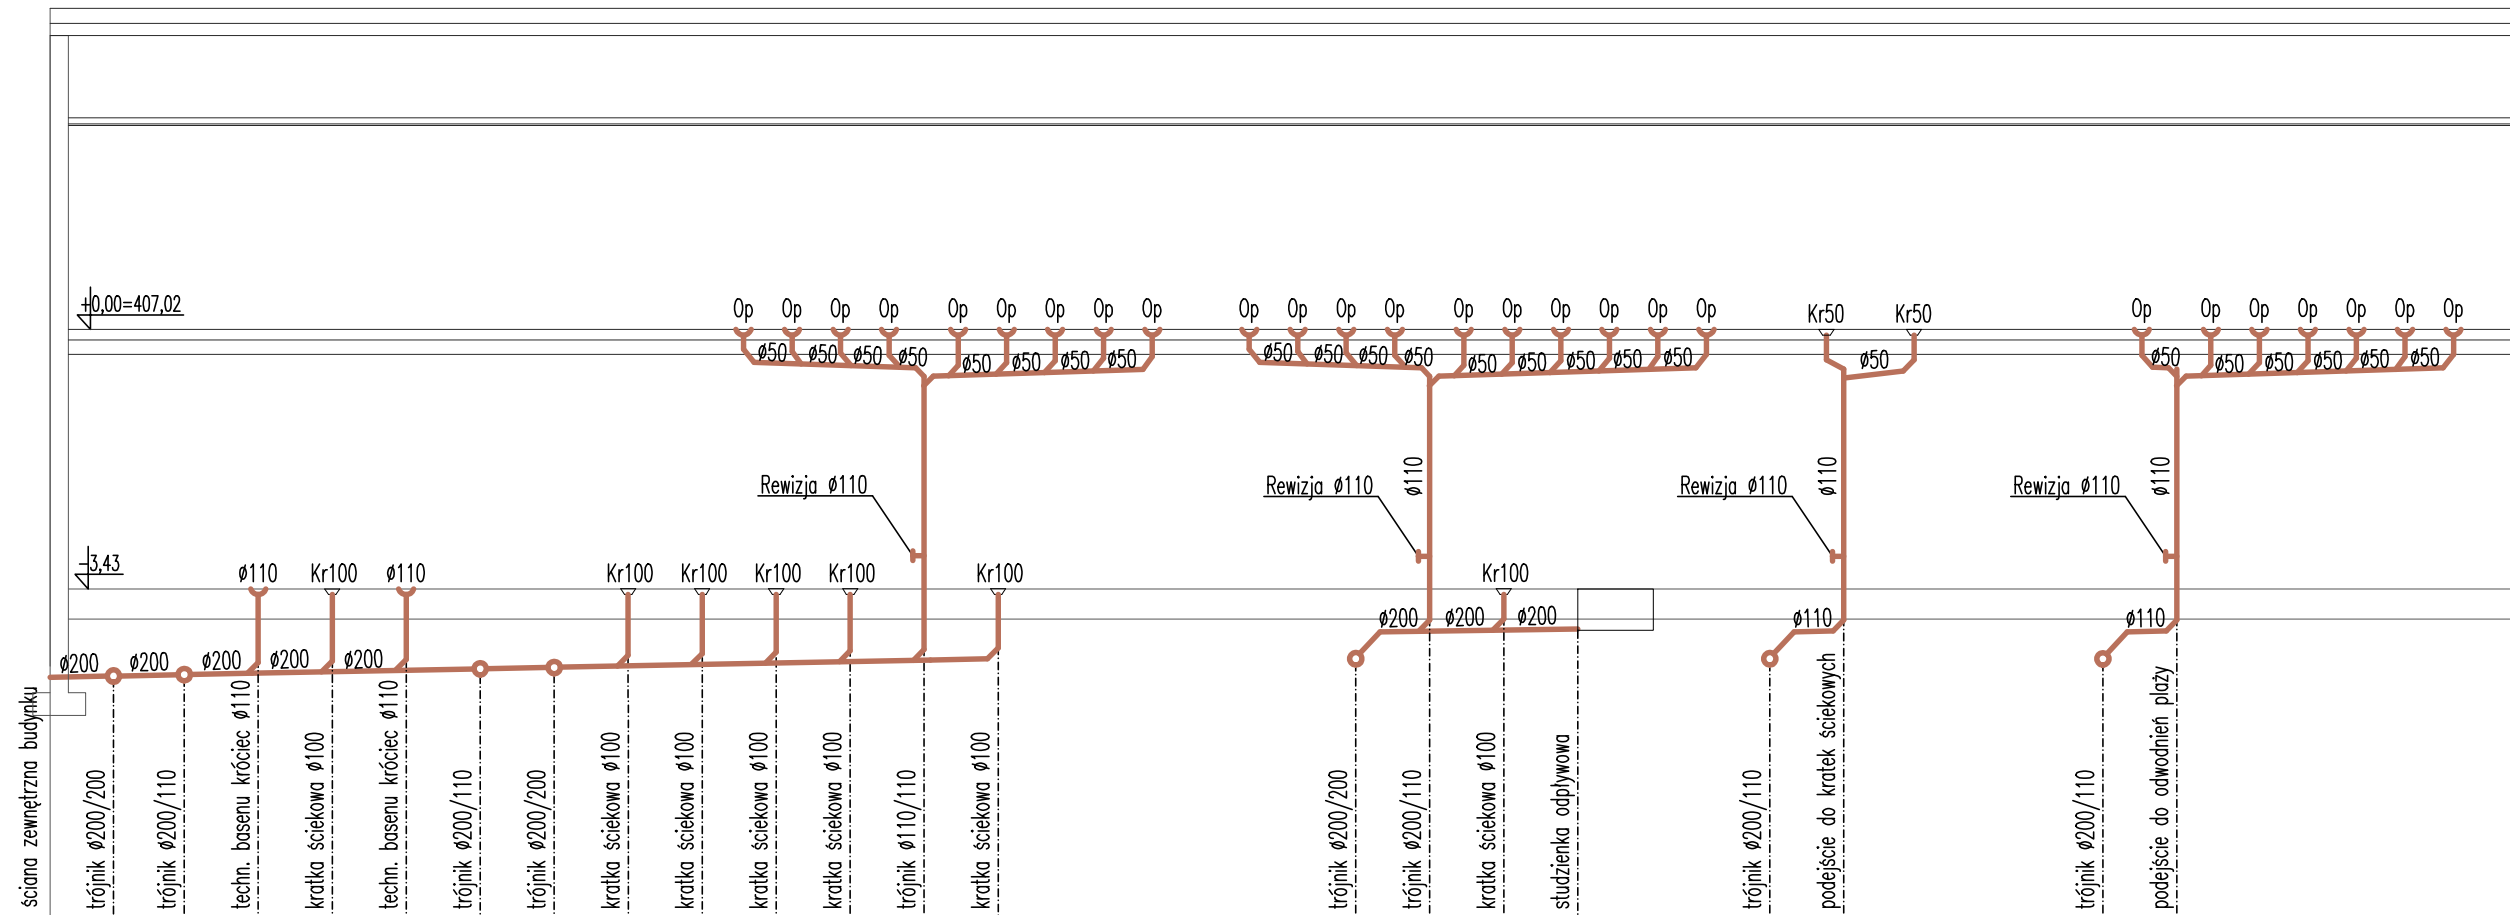 +0,00=407,02
Op Op Op Op Op Op Op Op Op
Op Op Op Op Op Op Op Op Op Op
Kr50 Kr50
Op Op Op Op Op Op Op
ø50 ø50 ø50 ø50 ø50 ø50 ø50 ø50
ø50 ø50 ø50 ø50 ø50 ø50 ø50 ø50 ø50
ø50
ø50 ø50 ø50 ø50 ø50 ø50
Rewizja ø110
Rewizja ø110
ø110
Rewizja ø110
ø110
Rewizja ø110
ø110
-3,43
ø110 Kr100 ø110 Kr100 Kr100 Kr100 Kr100 Kr100 Kr100
ø200 ø200 ø200 ø110 ø110
ø200 ø200 ø200 ø200 ø200
ściana zewnętrzna budynku
trójnik ø200/200
trójnik ø200/110
techn. basenu króciec ø110
kratka ściekowa ø100
techn. basenu króciec ø110
trójnik ø200/110
trójnik ø200/200
kratka ściekowa ø100
kratka ściekowa ø100
kratka ściekowa ø100
kratka ściekowa ø100
trójnik ø110/110
kratka ściekowa ø100
trójnik ø200/200
trójnik ø200/110
kratka ściekowa ø100
studzienka odpływowa
trójnik ø200/110
podejście do kratek ściekowych
trójnik ø200/110
podejście do odwodnień plaży